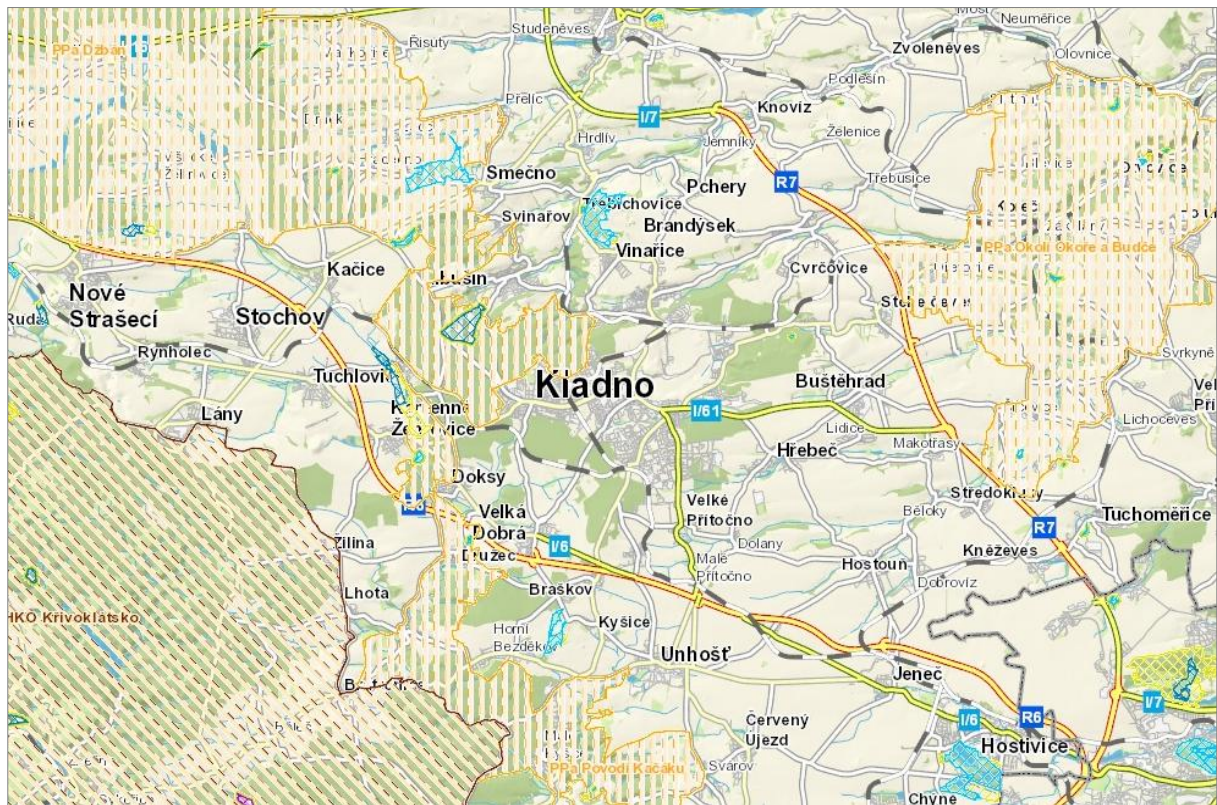 PPa Džbán
Řisuty
Studeněves
Neuměřice
Olovnice
Zvoleněves
Podlešín
Přelíc
I/7
Knovíz
Hrdlív
Jemníky
Želenice
Smečno
Třebusice
Pchery
R7
Třebichovice
Svinařov
Brandýsek
Vinařice
PPa Okolí Okoře a Budče
Kačice
Cvrčovice
Nové
Strašecí
Stochov
Ruda
Rynholec
Svrkyně
Tuchlovice
Kladno
Buštěhrad
Lány
I/61
Lidice
Makotřasy
Lichoceves
Hřebeč
Doksy
Středokluky
Velké
Přítočno
Velká
Dobrá
Běloky
Tuchoměřice
R7
Žilina
I/6
Družec
Dolany
Kněževes
Malé
Přítočno
Hostouň
Dobrovíz
Lhota
Braškov
HKO Křivoklátsko
Horní
Bezděkov
Kyšice
Unhošť
Jeneč
I/7
Červený
Újezd
I/6
R6
Hostivice
Svárov
PPa Povodí Kačáku
Chýně